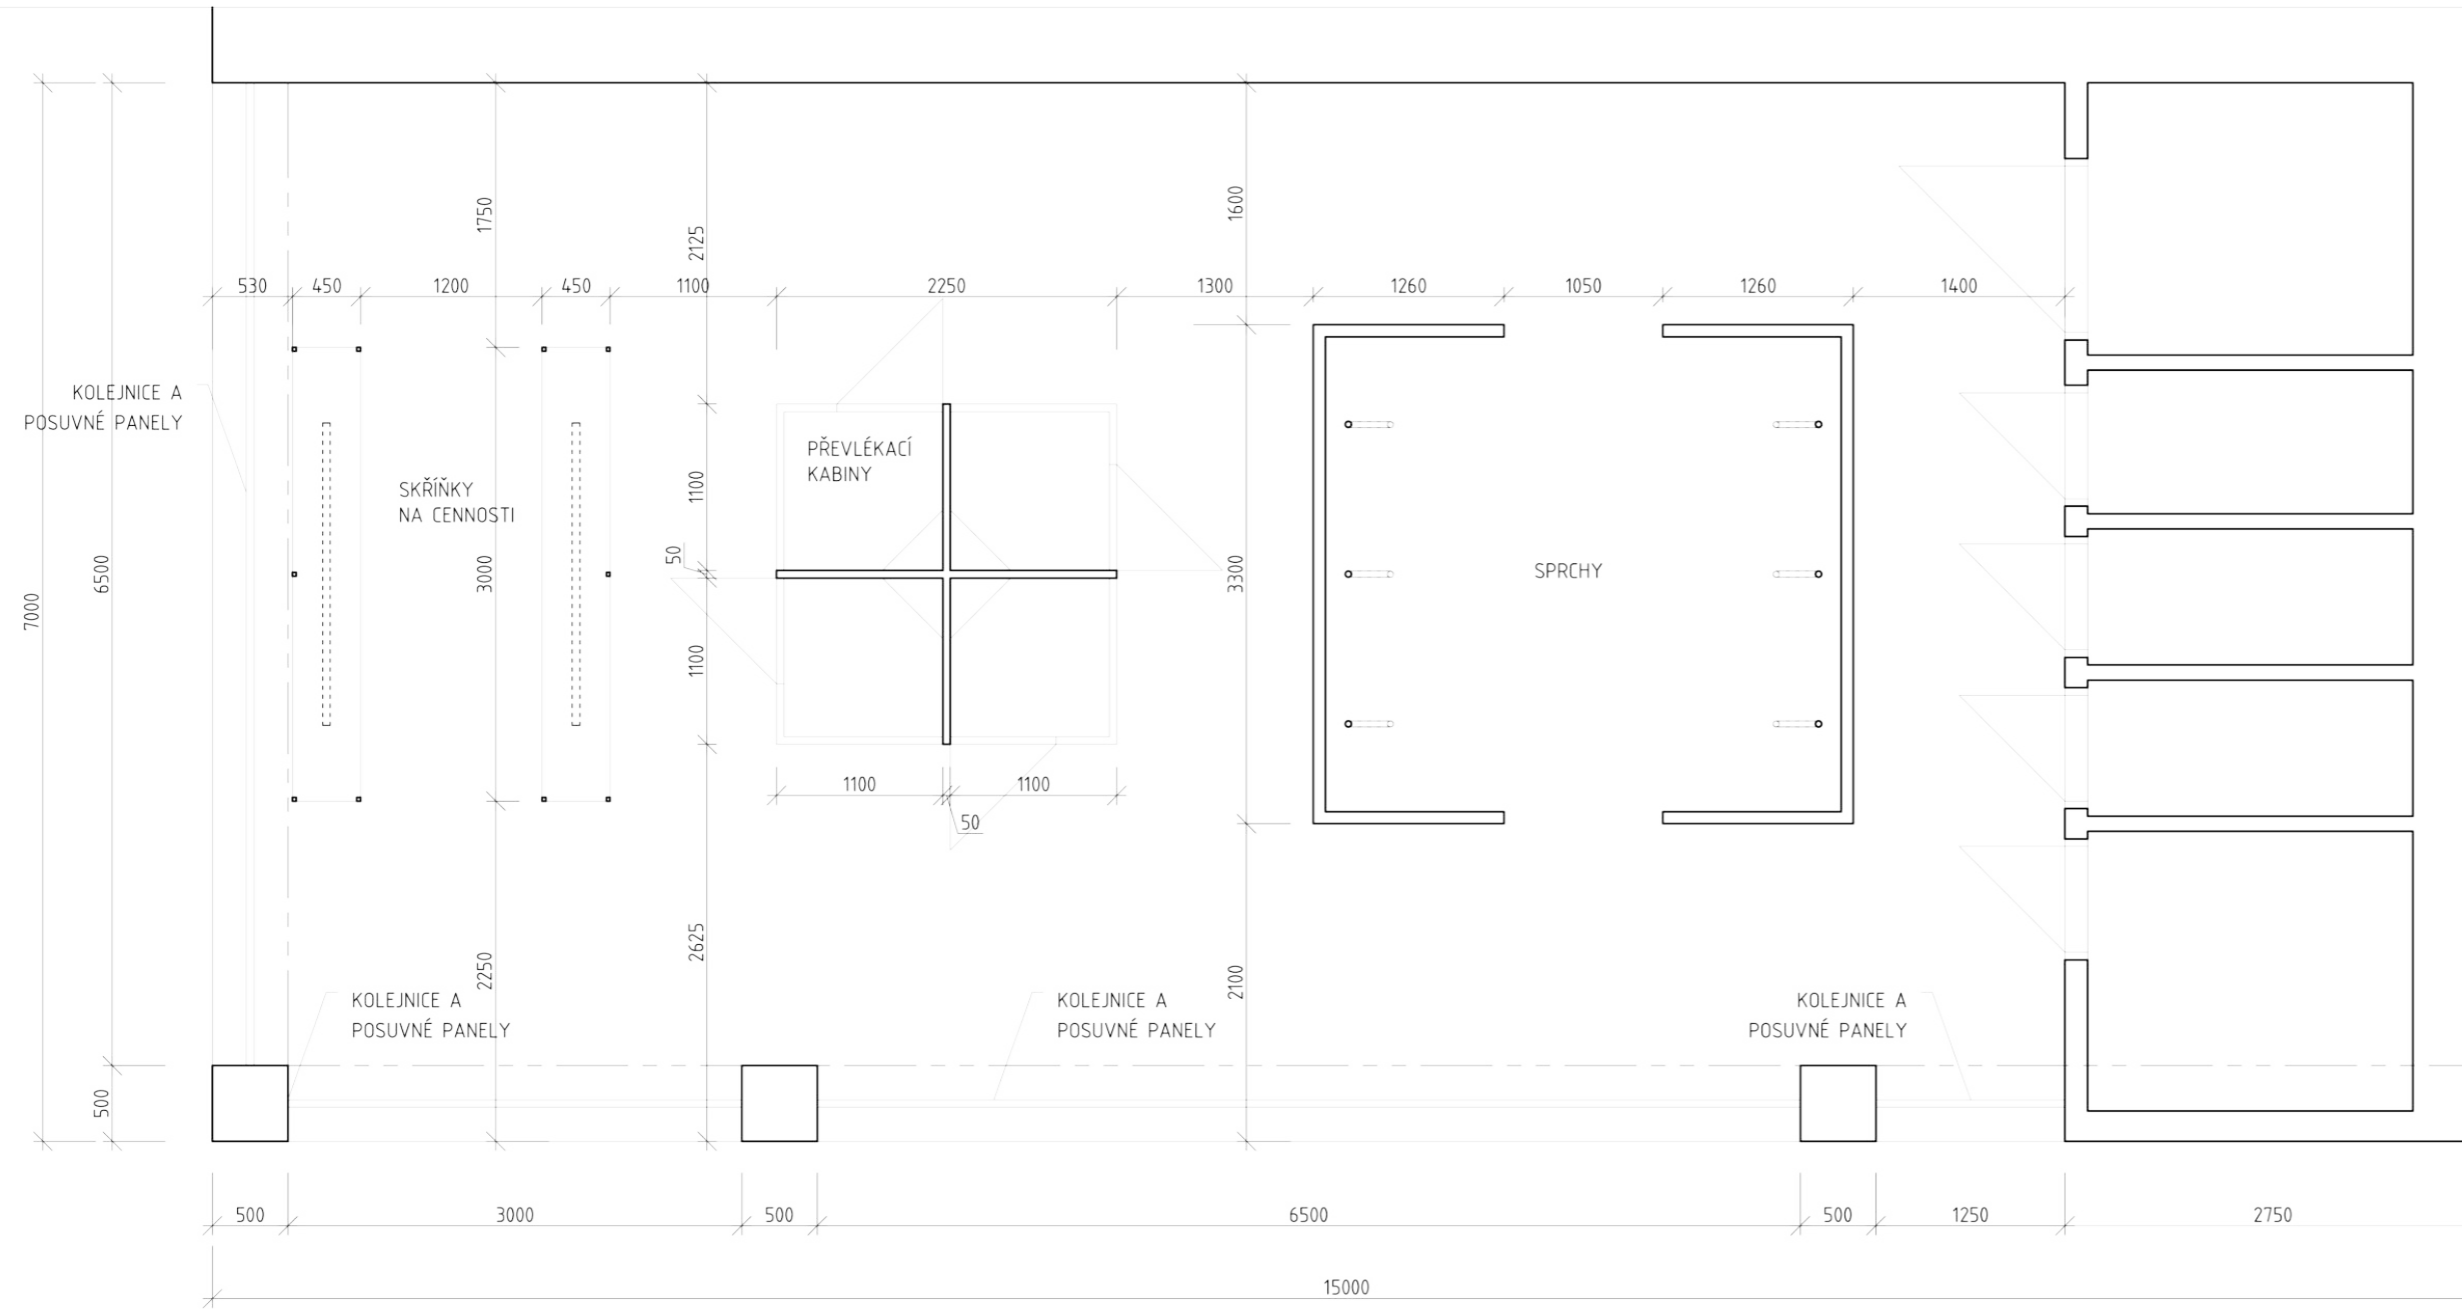 1750
2125
1600
530
450
1200
450
1100
2250
1300
1260
1050
1260
1400
KOLEJNICE A
POSUVNÉ PANELY
PŘEVLÉKACÍ
KABINY
SKŘÍŇKY
NA CENNOSTI
1100
50
7000
6500
3000
3300
SPRCHY
1100
1100
1100
50
2250
2625
2100
KOLEJNICE A
POSUVNÉ PANELY
KOLEJNICE A
POSUVNÉ PANELY
KOLEJNICE A
POSUVNÉ PANELY
500
500
3000
500
6500
500
1250
2750
15000